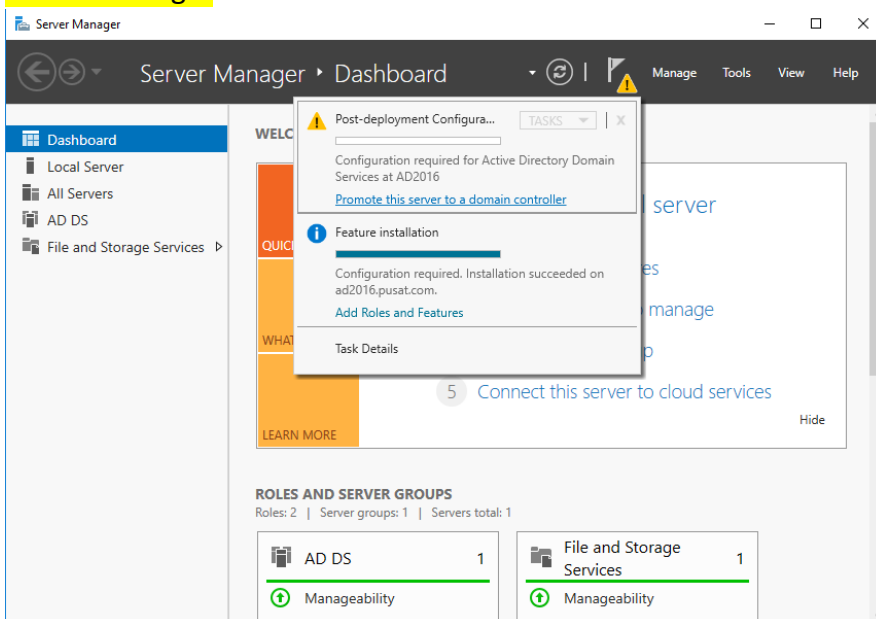 Server Manager
Server Manager • Dashboard
Manage Tools View Help
Dashboard
Local Server
All Servers
AD DS
File and Storage Services
WELC
QUIC
WHAT
LEARN MORE
Post-deployment Configura...
TASKS
X
Configuration required for Active Directory Domain
Services at AD2016
Promote this server to a domain controller
Feature installation
Configuration required. Installation succeeded on
ad2016.pusat.com.
Add Roles and Features
Task Details
server
es
manage
p
5 Connect this server to cloud services
Hide
ROLES AND SERVER GROUPS
Roles: 2 | Server groups: 1 | Servers total: 1
AD DS 1
Manageability
File and Storage
Services 1
Manageability